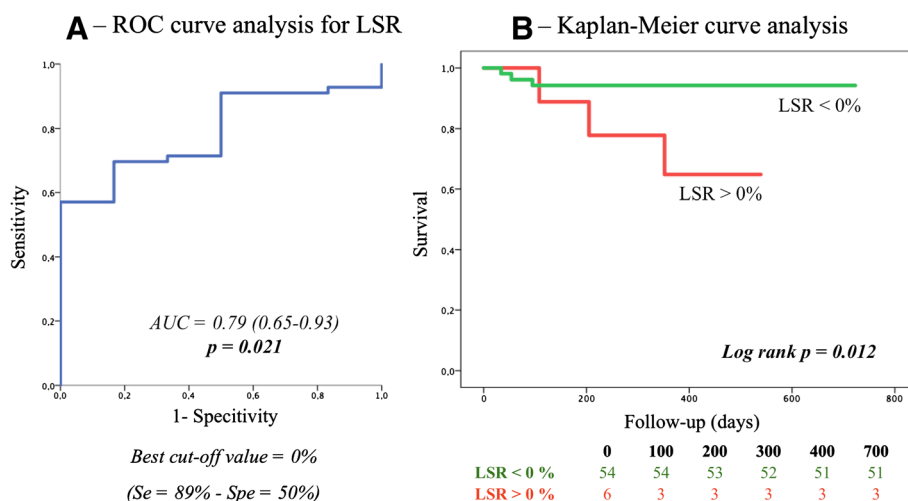 A – ROC curve analysis for LSR
1,0
0,8
0,6
0,4
0,2
0,0
Sensitivity
AUC = 0.79 (0.65-0.93)
p = 0.021
0,0 0,2 0,4 0,6 0,8 1,0
1- Specitivity
Best cut-off value = 0%
(Se = 89% - Spe = 50%)
B – Kaplan-Meier curve analysis
1,0
0,8
0,6
0,4
0,2
0,0
Survival
LSR < 0%
LSR > 0%
Log rank p = 0.012
0 200 400 600 800
Follow-up (days)
0 100 200 300 400 700
LSR < 0 % 54 54 53 52 51 51
LSR > 0 % 6 3 3 3 3 3